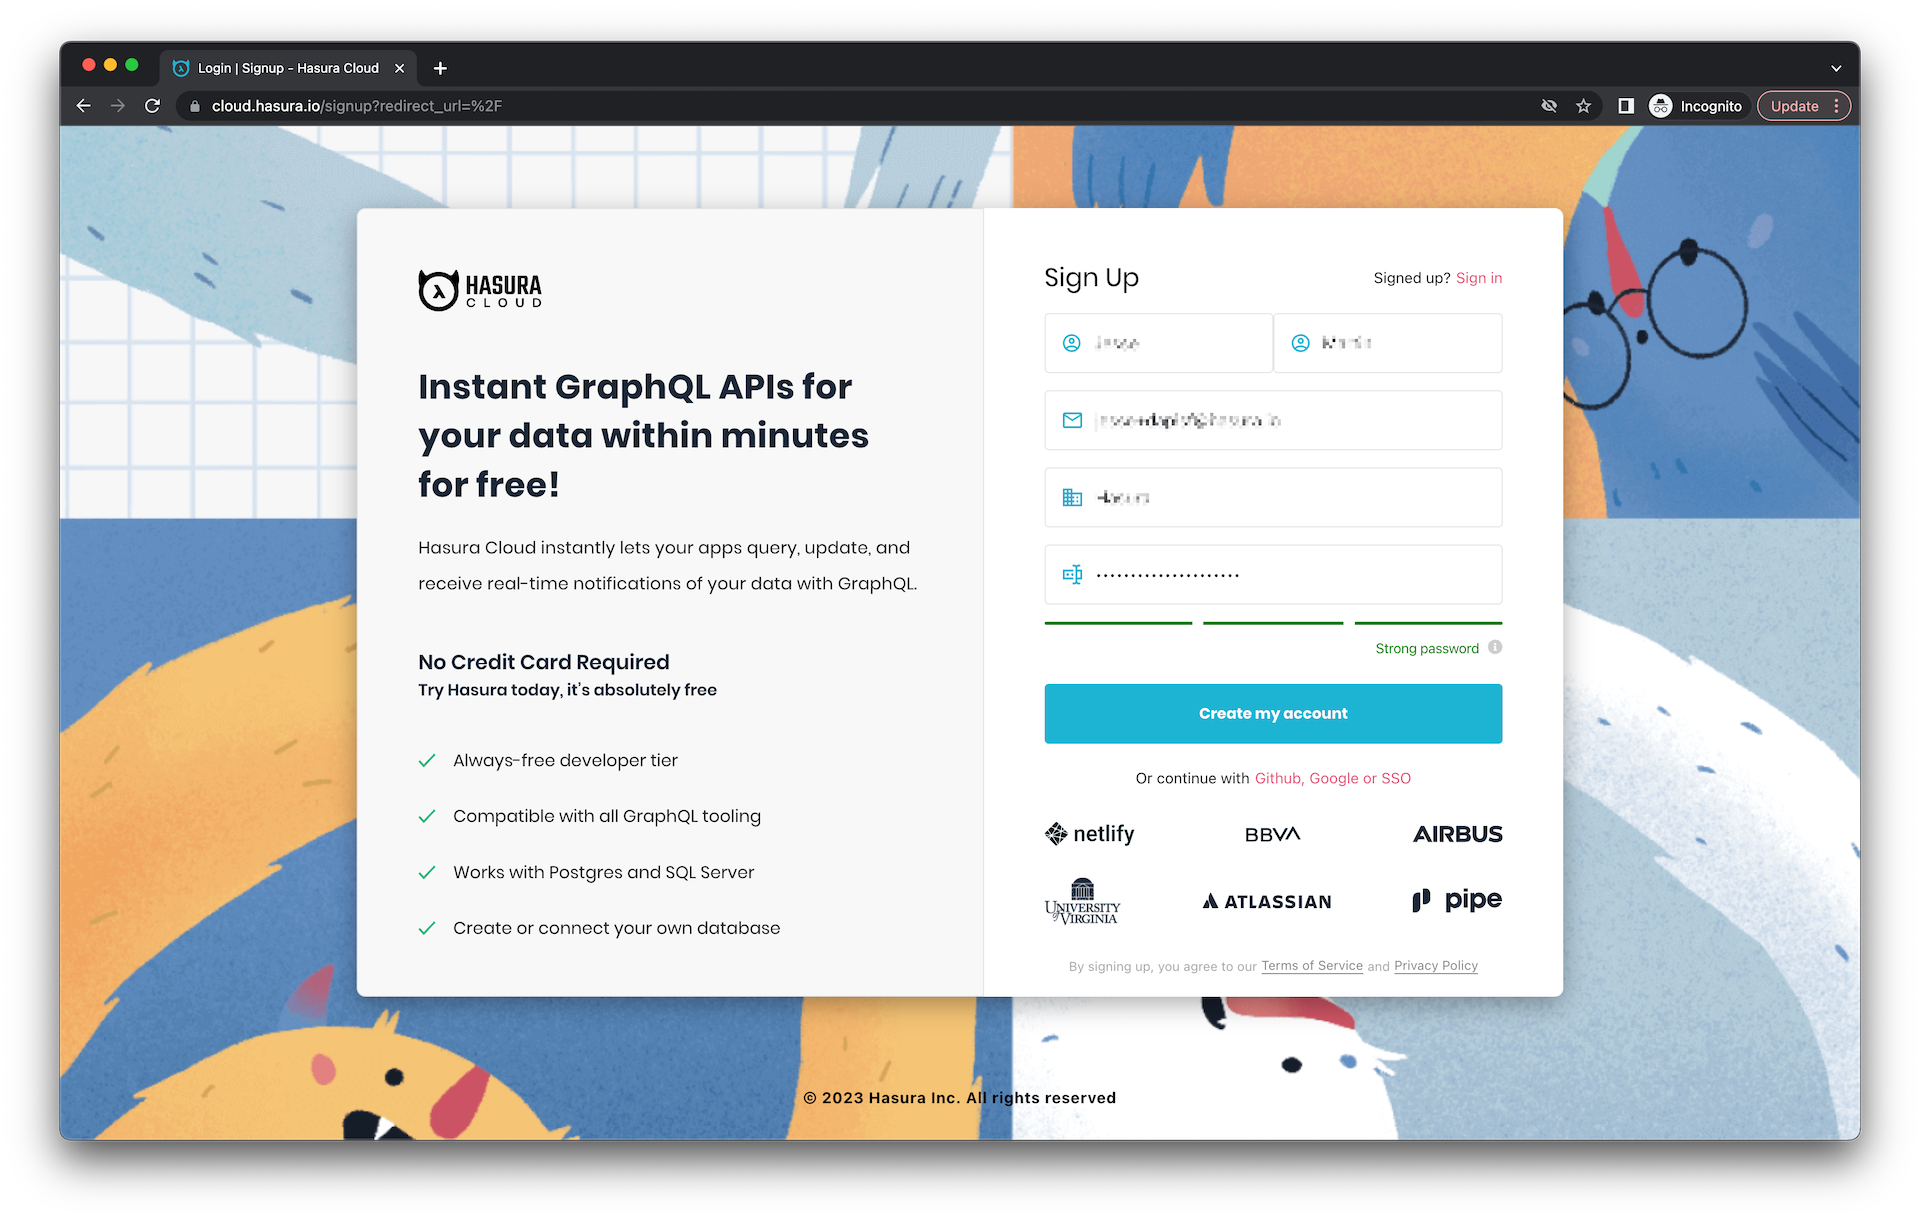 Login | Signup - Hasura Cloud
cloud.hasura.io/signup?redirect_url=%2F
Incognito
Update
HASURA
CLOUD
Instant GraphQL APIs for
your data within minutes
for free!
Hasura Cloud instantly lets your apps query, update, and
receive real-time notifications of your data with GraphQL.
No Credit Card Required
Try Hasura today, it's absolutely free
Always-free developer tier
Compatible with all GraphQL tooling
Works with Postgres and SQL Server
Create or connect your own database
Sign Up
Signed up? Sign in
Strong password
Create my account
Or continue with Github, Google or SSO
netlify
BBVA
AIRBUS
UNIVERSITY
of VIRGINIA
ATLASSIAN
pipe
By signing up, you agree to our Terms of Service and Privacy Policy
© 2023 Hasura Inc. All rights reserved